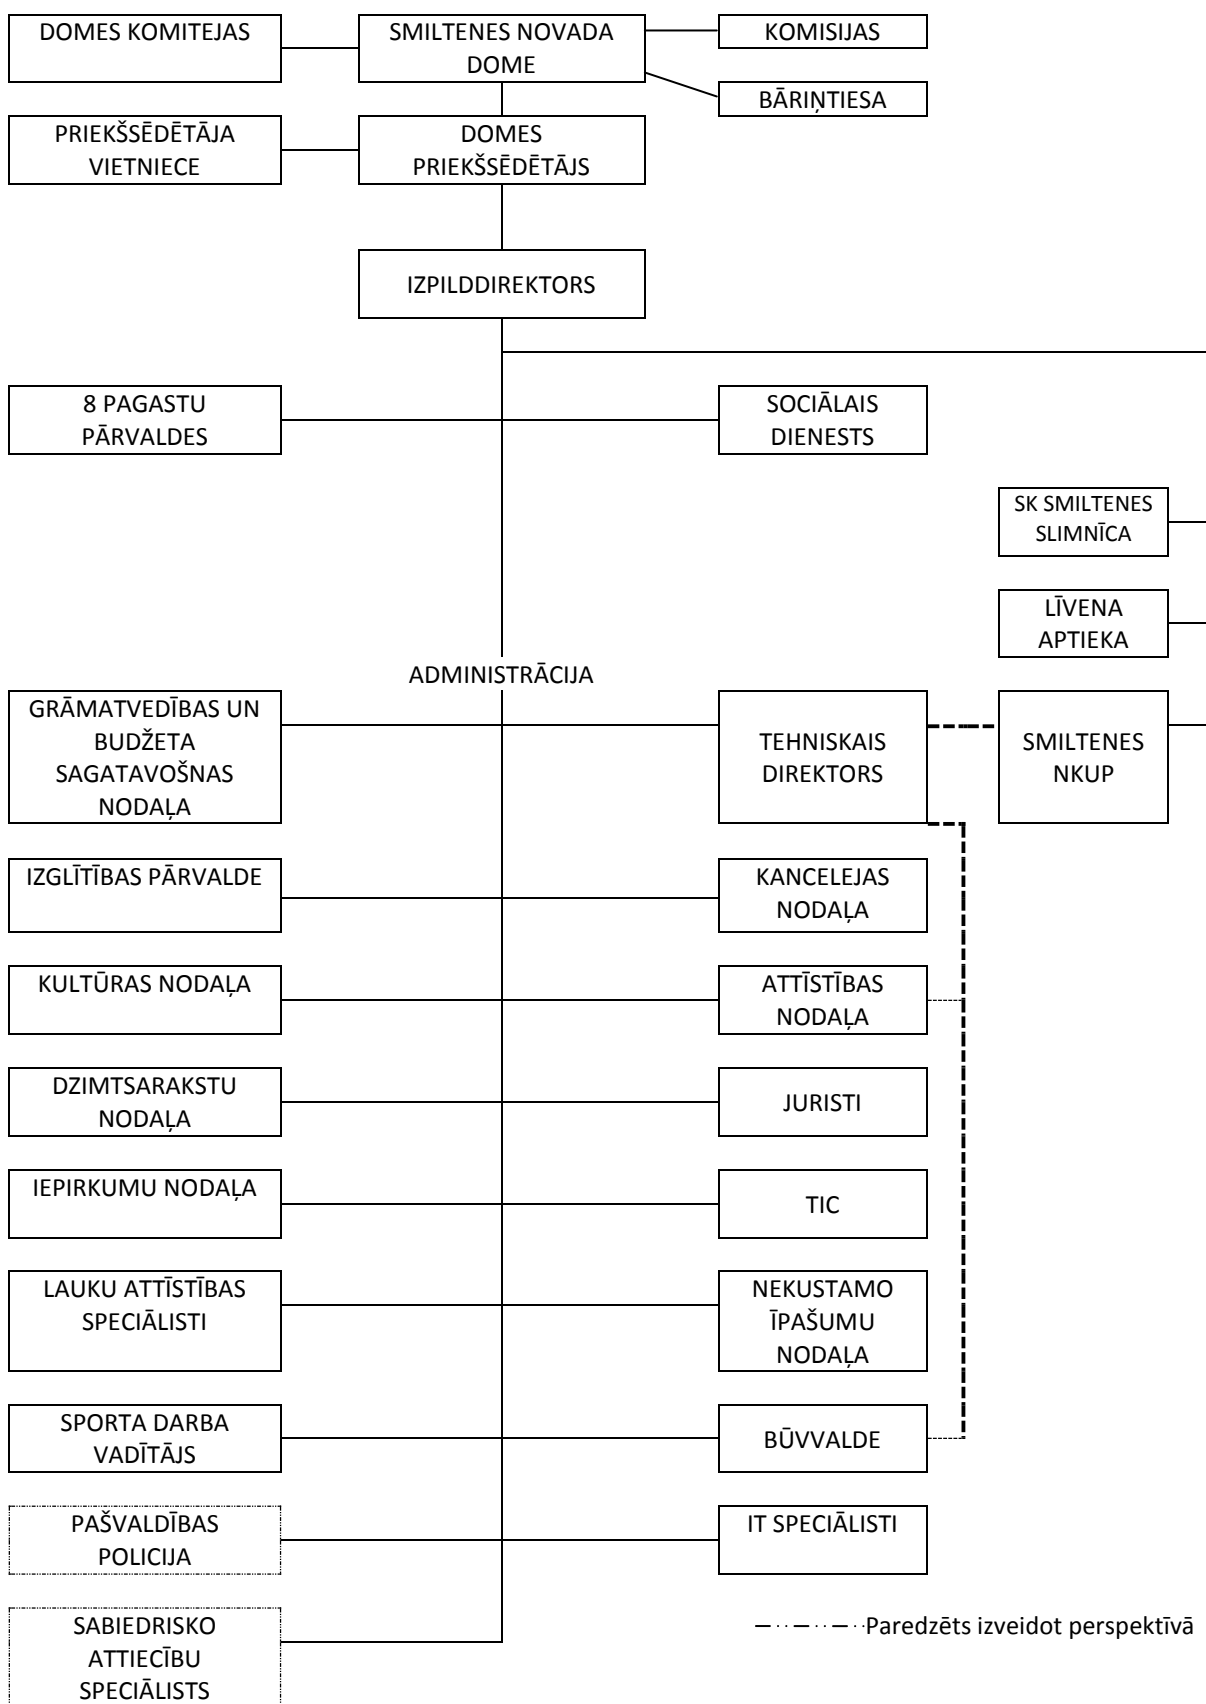 DOMES KOMITEJAS
SMILTENES NOVADA
DOME
KOMISIJAS
BĀRIŅTIESA
PRIEKŠSĒDĒTĀJA
VIETNIECE
DOMES
PRIEKŠSĒDĒTĀJS
IZPILDDIREKTORS
8 PAGASTU
PĀRVALDES
SOCIĀLAIS
DIENESTS
SK SMILTENES
SLIMNĪCA
LĪVENA
APTIEKA
ADMINISTRĀCIJA
GRĀMATVEDĪBAS UN
BUDŽETA
SAGATAVOŠNAS
NODAĻA
TEHNISKAIS
DIREKTORS
SMILTENES
NKUP
IZGLĪTĪBAS PĀRVALDE
KANCELEJAS
NODAĻA
KULTŪRAS NODAĻA
ATTĪSTĪBAS
NODAĻA
DZIMTSARAKSTU
NODAĻA
JURISTI
IEPIRKUMU NODAĻA
TIC
LAUKU ATTĪSTĪBAS
SPECIĀLISTI
NEKUSTAMO
ĪPAŠUMU
NODAĻA
SPORTA DARBA
VADĪTĀJS
BŪVVALDE
PAŠVALDĪBAS
POLICIJA
IT SPECIĀLISTI
SABIEDRISKO
ATTIECĪBU
SPECIĀLISTS
Paredzēts izveidot perspektīvā